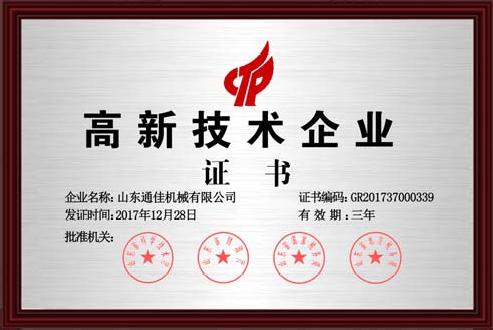 高新技术企业
证书
企业名称: 山东通佳机械有限公司 证书编码: GR201737000339
发证时间: 2017年12月28日 有效期: 三年
批准机关: